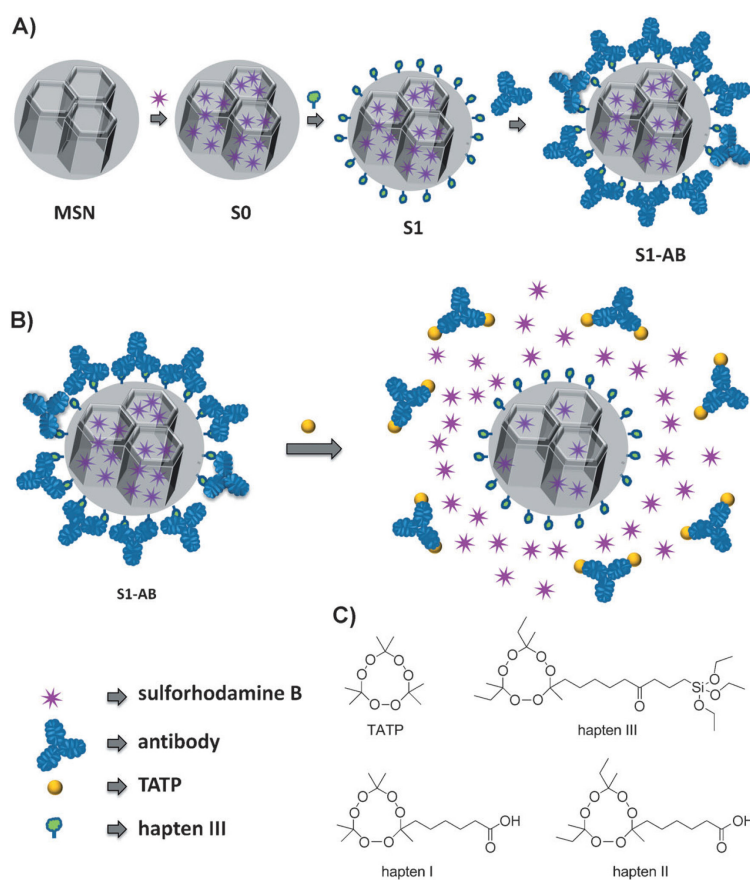 A)
MSN
S0
S1
S1-AB
B)
S1-AB
sulforhodamine B
antibody
TATP
hapten III
C)
O O
O O
O O
TATP
O O
O O
O O
O
Si O
O
O
hapten III
O O
O O
O O
OH
O
hapten I
O O
O O
O O
OH
O
hapten II